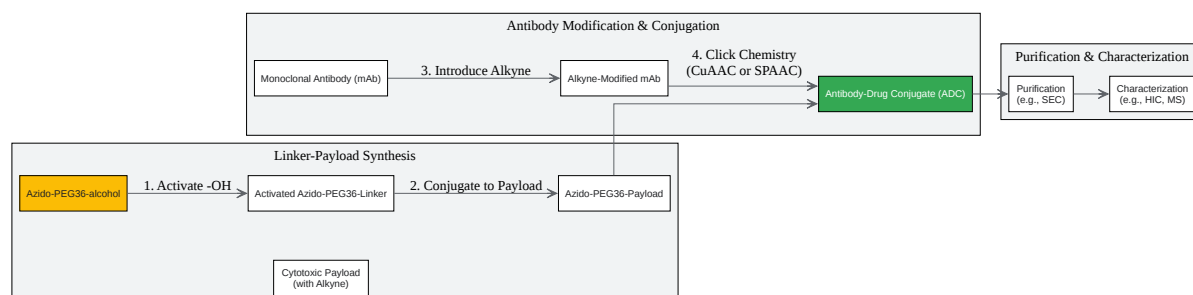 Antibody Modification & Conjugation
Monoclonal Antibody (mAb)
3. Introduce Alkyne
Alkyne-Modified mAb
4. Click Chemistry
(CuAAC or SPAAC)
Antibody-Drug Conjugate (ADC)
Purification & Characterization
Purification
(e.g., SEC)
Characterization
(e.g., HIC, MS)
Linker-Payload Synthesis
Azido-PEG36-alcohol
1. Activate -OH
Activated Azido-PEG36-Linker
2. Conjugate to Payload
Azido-PEG36-Payload
Cytotoxic Payload
(with Alkyne)